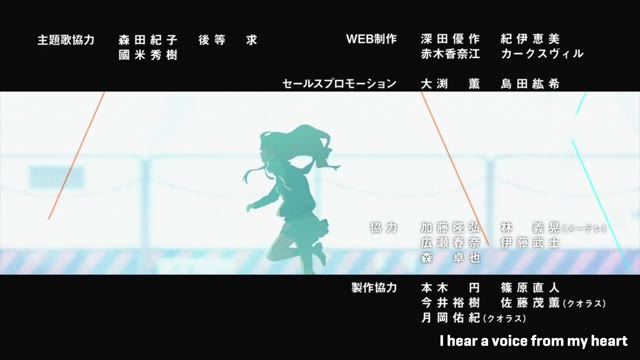 主題歌協力 森田紀子 後等 求
國米秀樹
WEB制作 深田優作 紀伊恵美
赤木香奈江 カークスヴィル
セールスプロモーション 大渕 薫 島田紘希
協力 加藤隆弘 林 義晃(メ〜テレ)
広瀬春奈 伊藤武士
森 卓也
製作協力 本木 円 篠原直人
今井裕樹 佐藤茂薫(クオラス)
月岡佑紀(クオラス)
I hear a voice from my heart